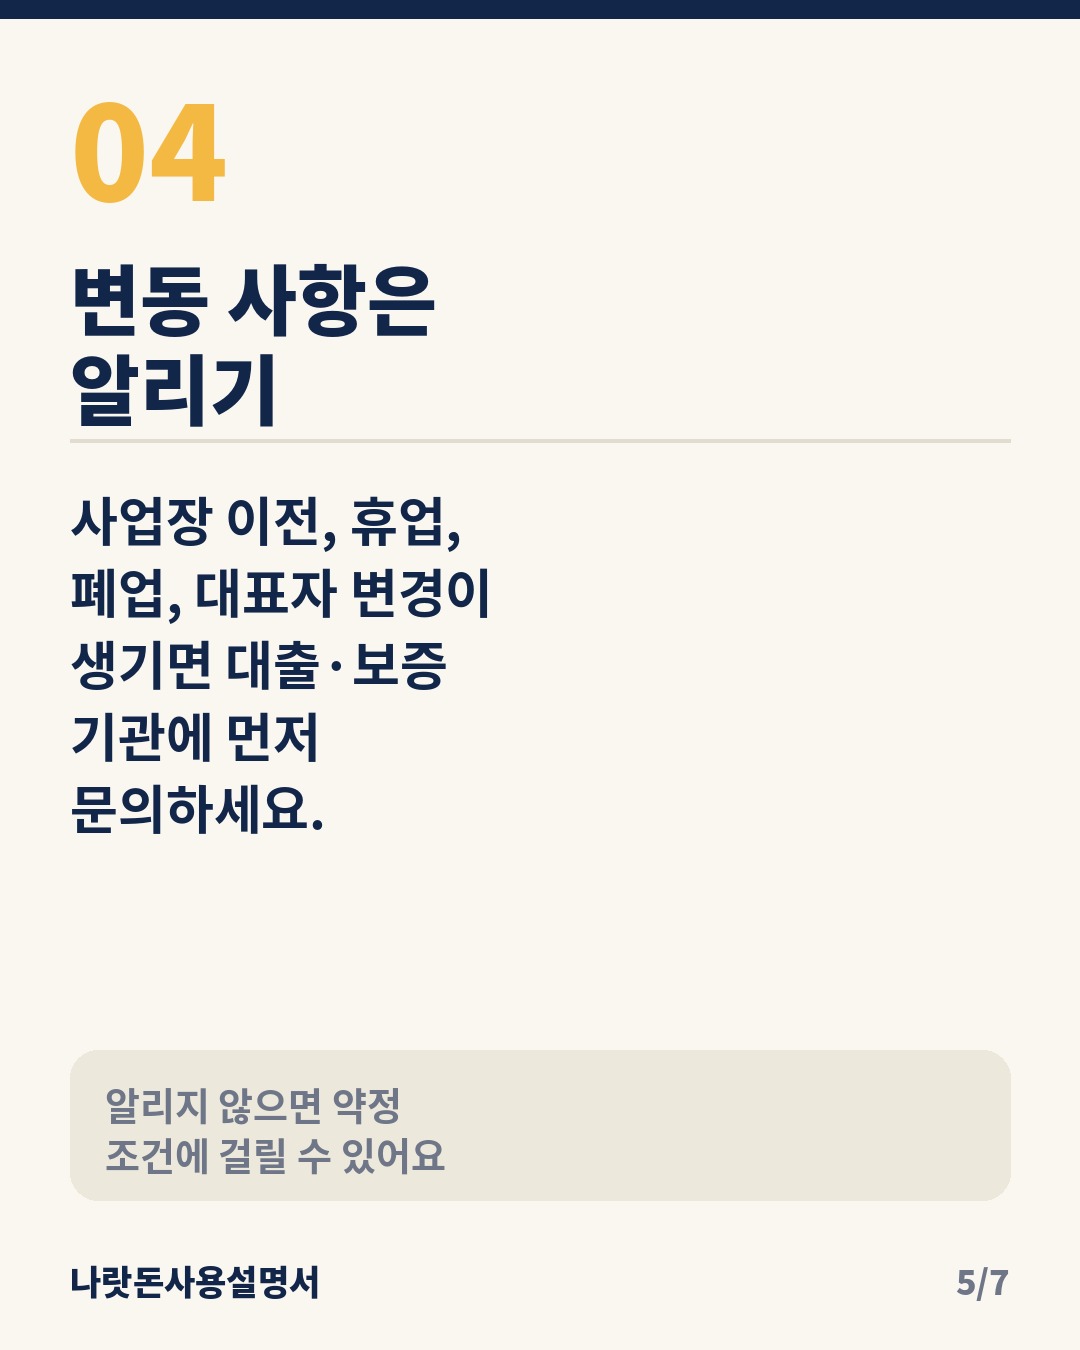 04
변동 사항은
알리기
사업장 이전, 휴업,
폐업, 대표자 변경이
생기면 대출·보증
기관에 먼저
문의하세요.
알리지 않으면 약정
조건에 걸릴 수 있어요
나랏돈사용설명서
5/7